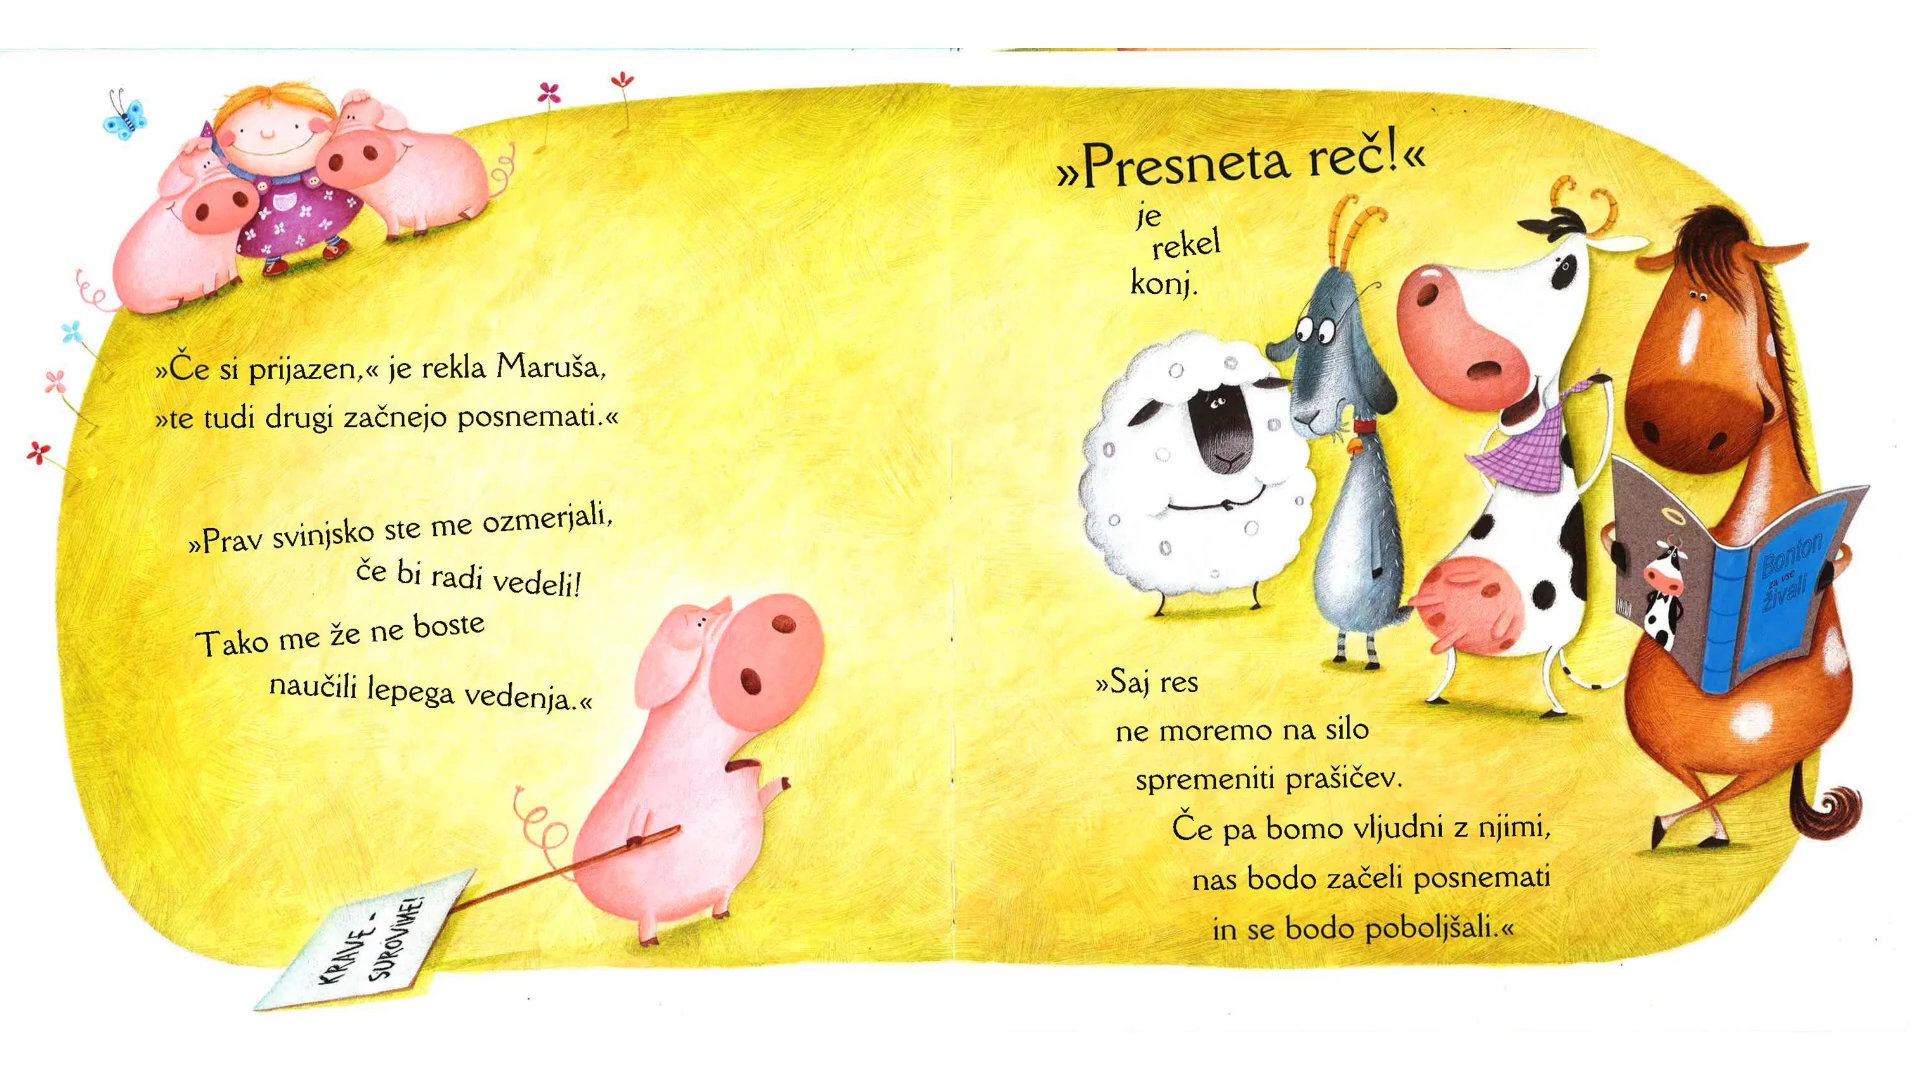 »Če si prijazen,« je rekla Maruša,
»te tudi drugi začnejo posnemati.«
»Prav svinjsko ste me ozmerjali,
če bi radi vedeli!
Tako me že ne boste
naučili lepega vedenja.«
KRAVE -
SUROVINE!
»Presneta reč!«
je
rekel
konj.
Bonton
za vse
živali
»Saj res
ne moremo na silo
spremeniti prašičev.
Če pa bomo vljudni z njimi,
nas bodo začeli posnemati
in se bodo poboljšali.«